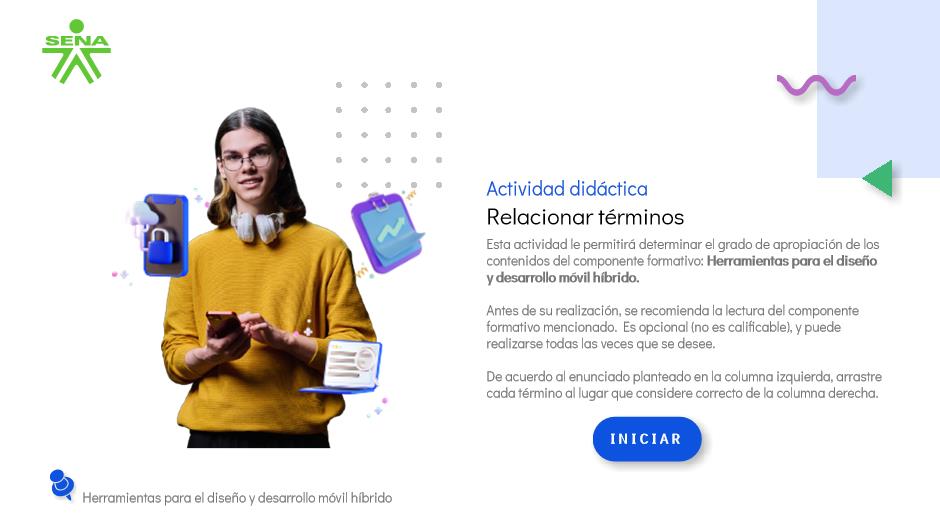 SENA
Actividad didáctica
Relacionar términos
Esta actividad le permitirá determinar el grado de apropiación de los
contenidos del componente formativo: Herramientas para el diseño
y desarrollo móvil híbrido.
Antes de su realización, se recomienda la lectura del componente
formativo mencionado. Es opcional (no es calificable), y puede
realizarse todas las veces que se desee.
De acuerdo al enunciado planteado en la columna izquierda, arrastre
cada término al lugar que considere correcto de la columna derecha.
INICIAR
Herramientas para el diseño y desarrollo móvil híbrido